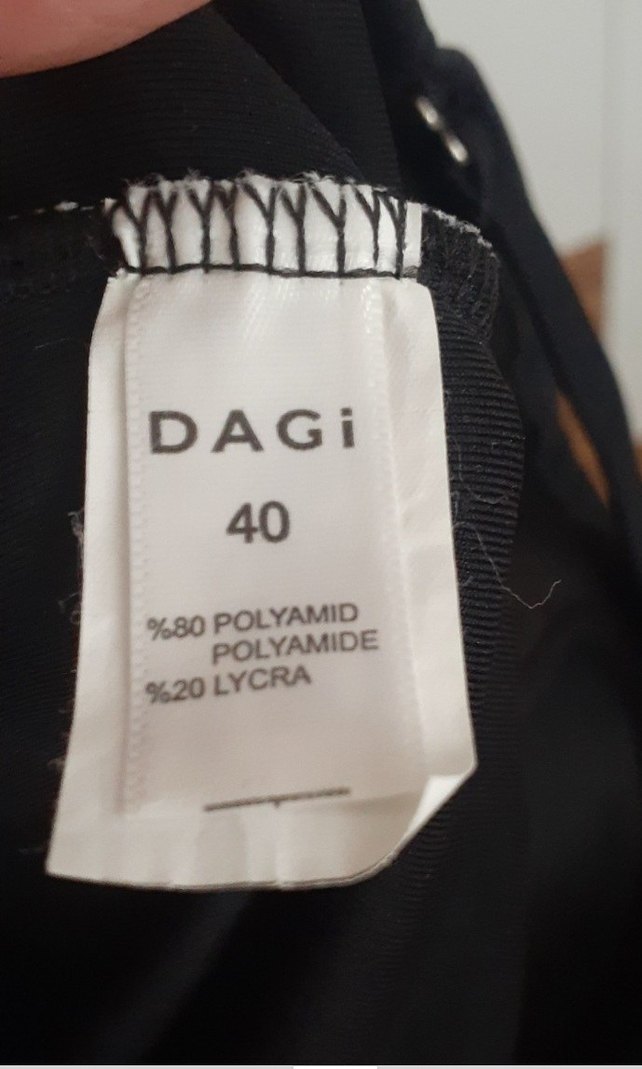 DAGi
40
%80 POLYAMID
POLYAMIDE
%20 LYCRA